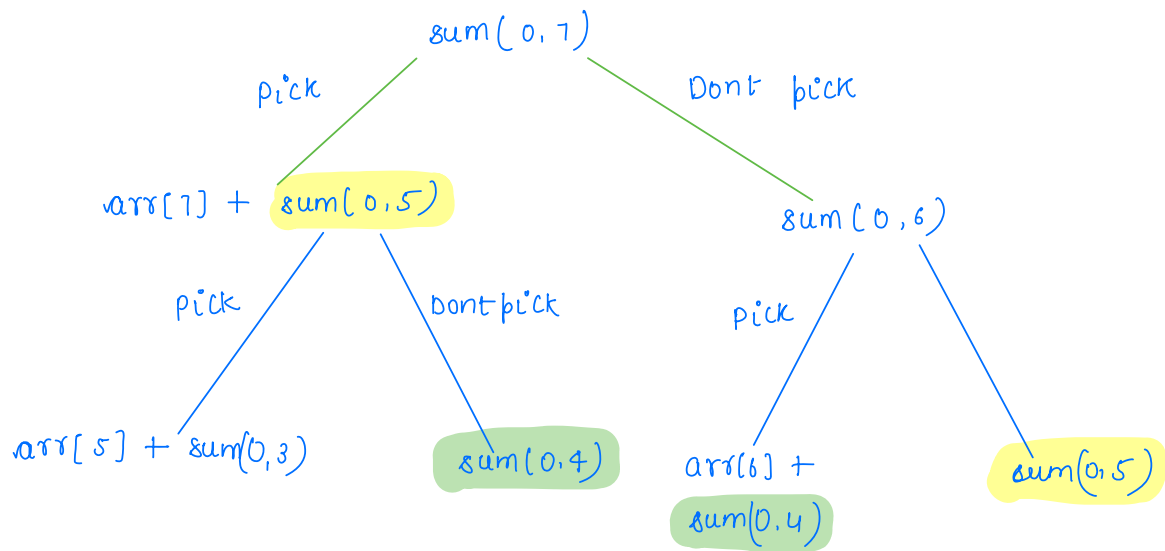 sum(0,7)
Pick
Dont pick
arr[7] + sum(0,5)
sum(0,6)
Pick
Dont pick
Pick
arr[5] + sum(0,3)
sum(0,4)
arr[6] +
sum(0,4)
sum(0,5)